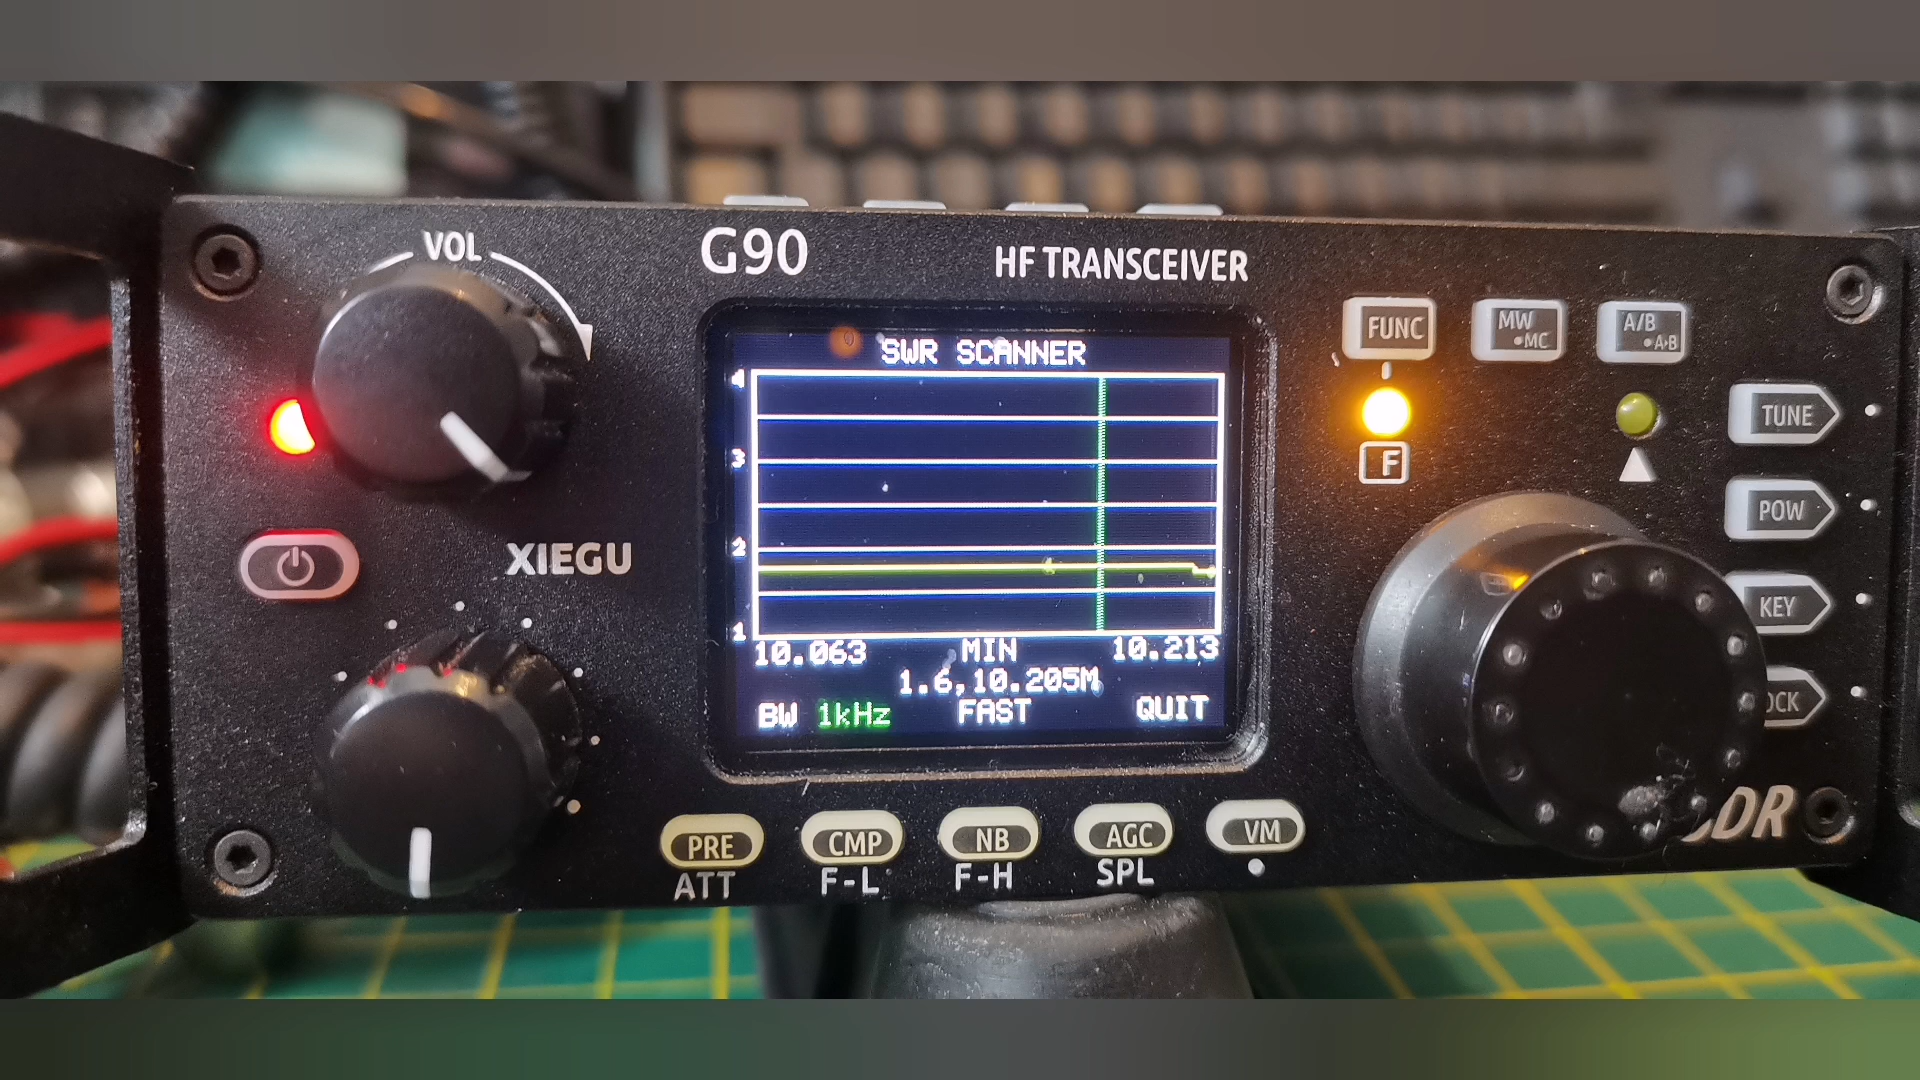 VOL
G90
HF TRANSCEIVER
FUNC
MW
•MC
A/B
•A›B
SWR SCANNER
4
3
2
1
10.063 MIN 10.213
1.6,10.205M
BW 1kHz FAST QUIT
F
TUNE
POW
KEY
XIEGU
PRE
CMP
NB
AGC
VM
ATT
F-L
F-H
SPL